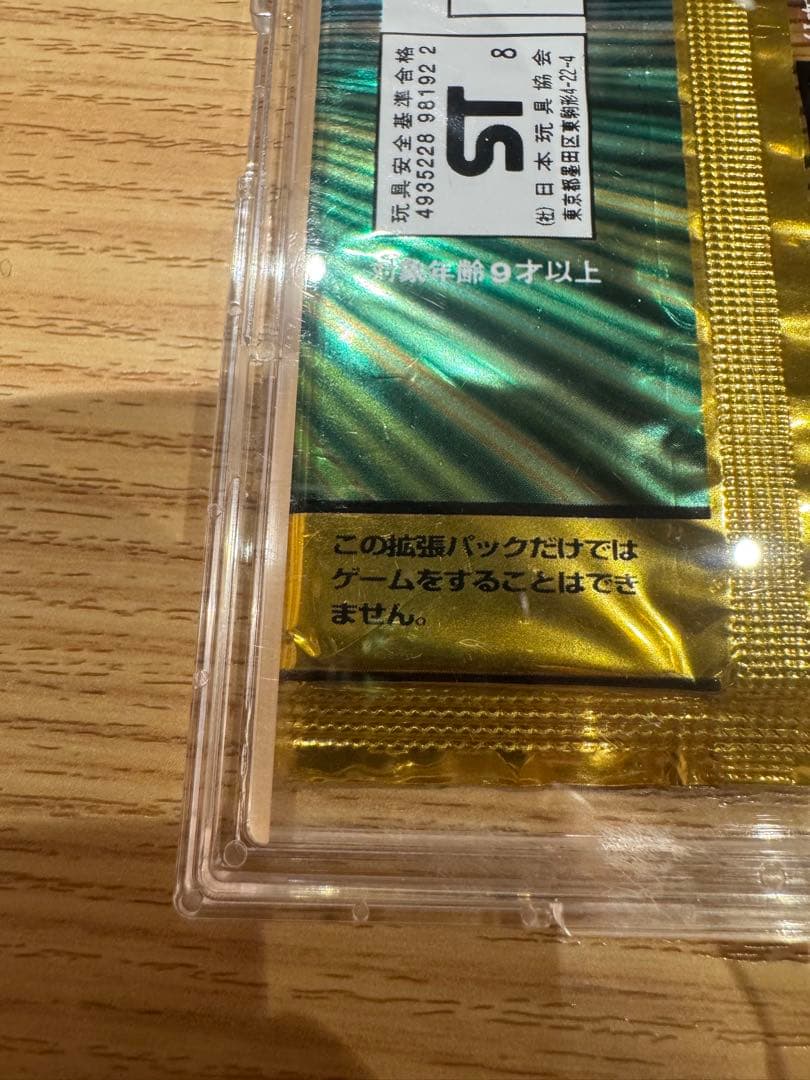 玩具安全基準合格
4935228 98192 2
ST
8
(社)日本玩具協会
東京都墨田区東駒形4-22-4
対象年齢9才以上
この拡張パックだけでは
ゲームをすることはでき
ません。